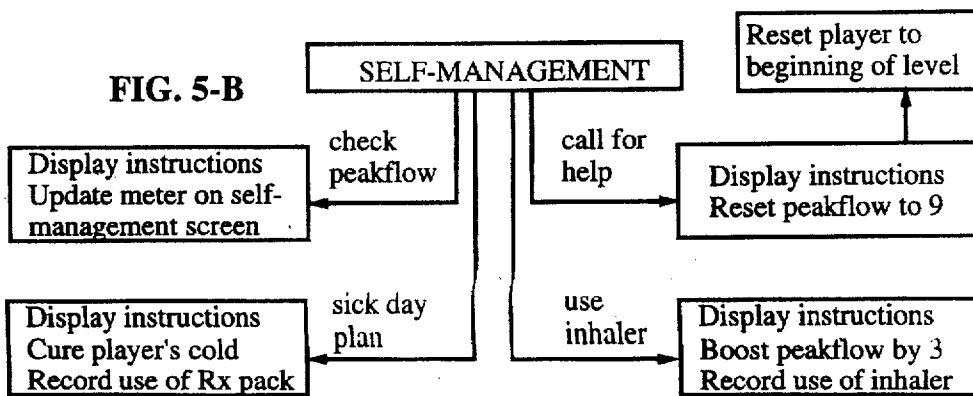 FIG. 5-B
SELF-MANAGEMENT
Reset player to
beginning of level
check
peakflow
call for
help
Display instructions
Update meter on self-
management screen
Display instructions
Reset peakflow to 9
sick day
plan
use
inhaler
Display instructions
Cure player's cold
Record use of Rx pack
Display instructions
Boost peakflow by 3
Record use of inhaler